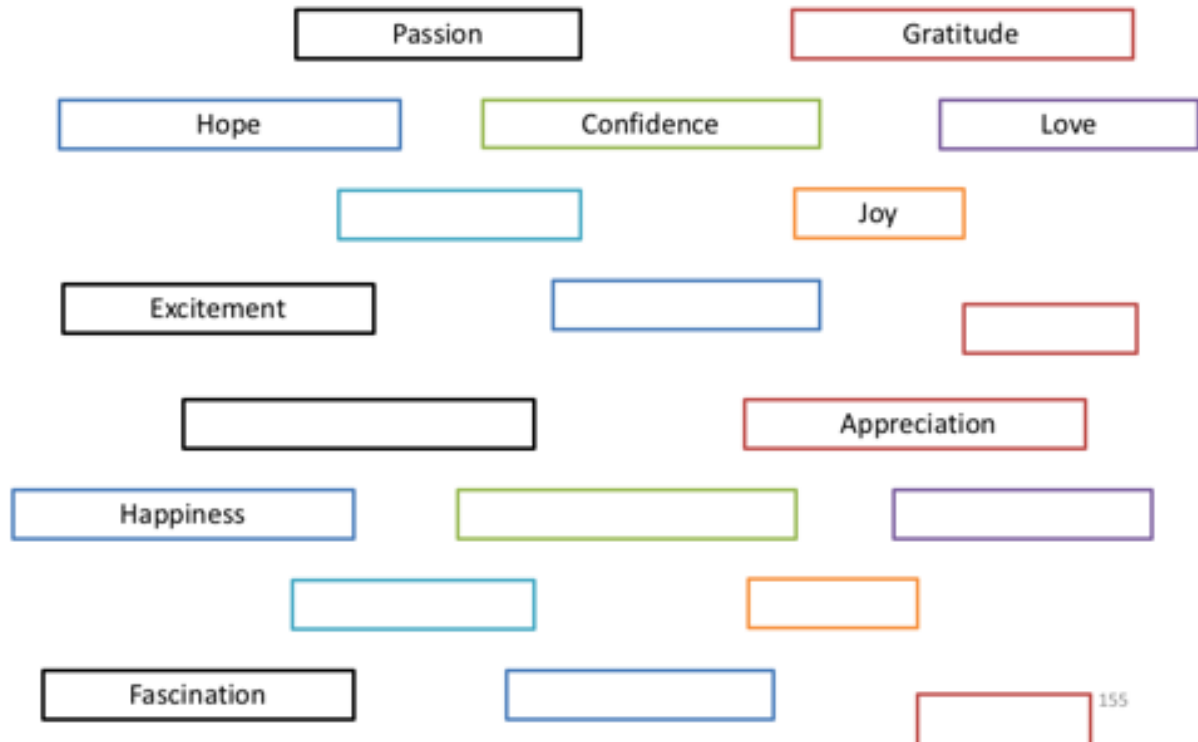 Passion
Gratitude
Hope
Confidence
Love
Joy
Excitement
Appreciation
Happiness
Fascination
155